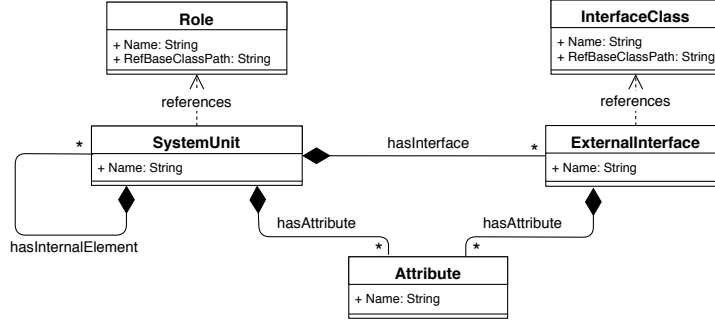 Role
+ Name: String
+ RefBaseClassPath: String
InterfaceClass
+ Name: String
+ RefBaseClassPath: String
references
references
SystemUnit
+ Name: String
*
hasInterface
*
ExternalInterface
+ Name: String
hasInternalElement
hasAttribute
*
hasAttribute
*
Attribute
+ Name: String